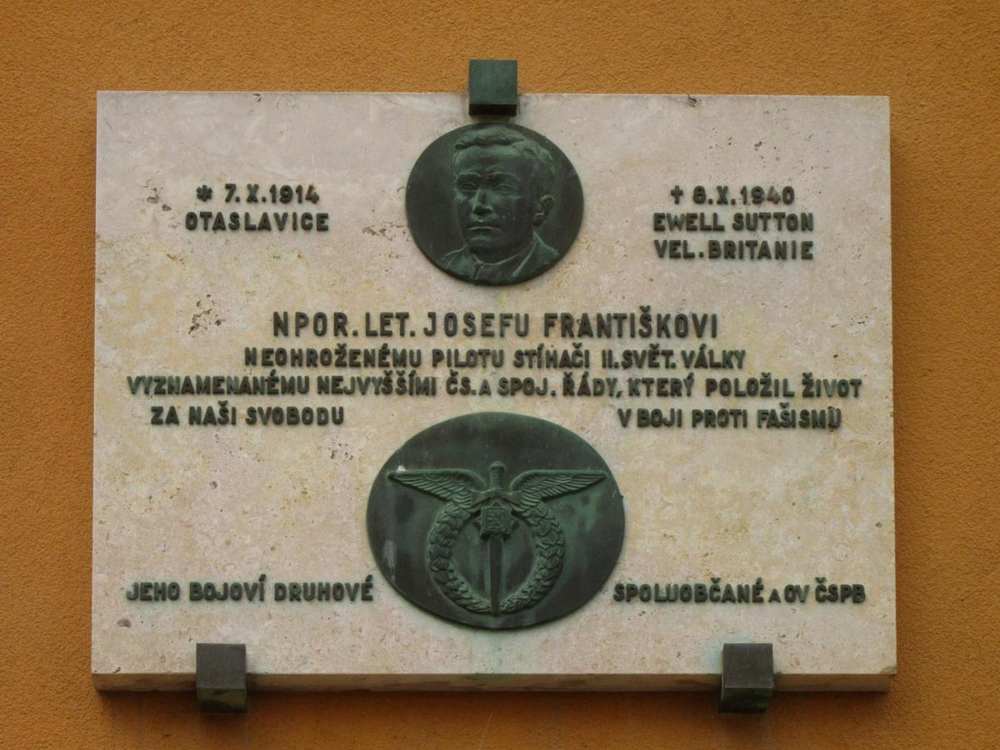 * 7.X.1914
OTASLAVICE
† 8.X.1940
EWELL SUTTON
VEL. BRITANIE
NPOR. LET. JOSEFU FRANTIŠKOVI
NEOHROŽENÉMU PILOTU STÍHAČI II. SVĚT. VÁLKY
VYZNAMENANÉMU NEJVYŠŠÍMI ČS. A SPOJ. ŘÁDY, KTERÝ POLOŽIL ŽIVOT
ZA NAŠI SVOBODU V BOJI PROTI FAŠISMU
JEHO BOJOVÍ DRUHOVÉ SPOLUOBČANÉ A OV ČSPB